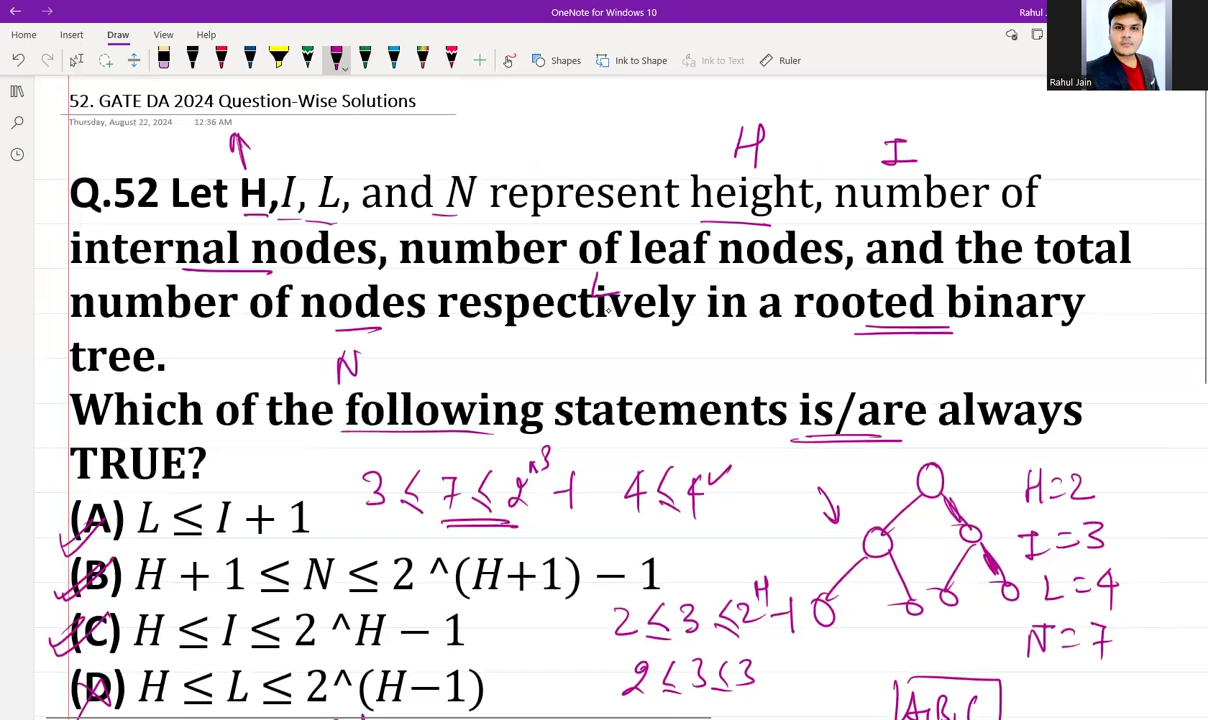 OneNote for Windows 10
Rahul J
Home Insert Draw View Help
Shapes Ink to Shape Ink to Text Ruler
Rahul Jain
52. GATE DA 2024 Question-Wise Solutions
Thursday, August 22, 2024 12:36 AM
H I
Q.52 Let H, I, L, and N represent height, number of
internal nodes, number of leaf nodes, and the total
L
number of nodes respectively in a rooted binary
tree.
N
Which of the following statements is/are always
TRUE?
3 ≤ 7 ≤ 2^3 - 1 4 ≤ 4 ✓
H=2
(A) L ≤ I + 1
I=3
(B) H + 1 ≤ N ≤ 2 ^(H+1) − 1
L=4
2 ≤ 3 ≤ 2^H - 1
(C) H ≤ I ≤ 2 ^H − 1
N=7
2 ≤ 3 ≤ 3
(D) H ≤ L ≤ 2^(H−1)
A,B,C